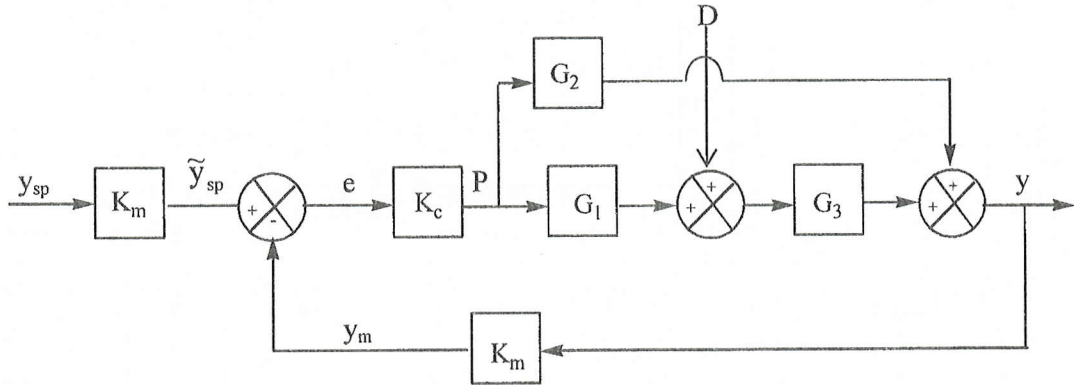 D
G₂
y_sp
K_m
ỹ_sp
+
-
e
K_c
P
G₁
+
+
G₃
+
+
y
y_m
K_m